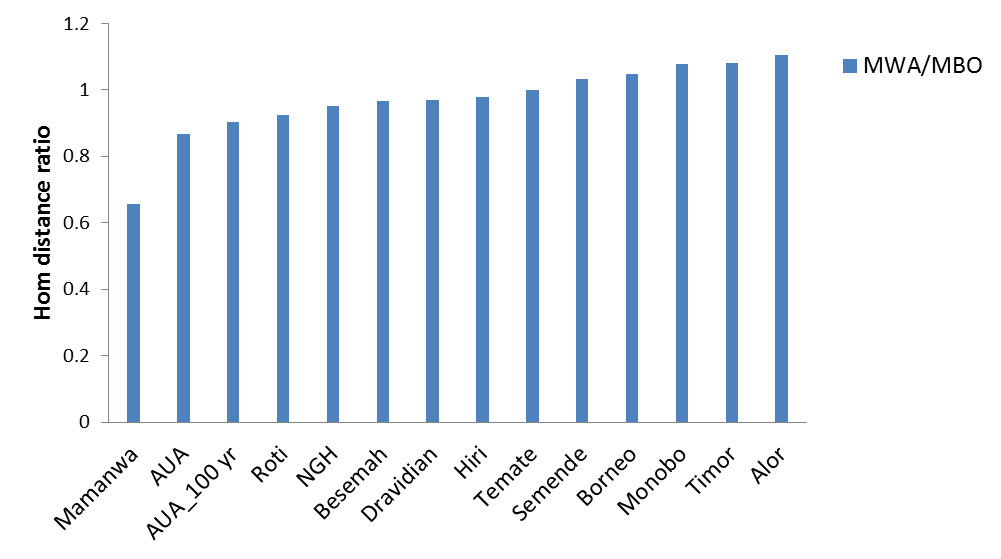 1.2
1
0.8
0.6
0.4
0.2
0
Hom distance ratio
Mamanwa
AUA
AUA_100 yr
Roti
NGH
Besemah
Dravidian
Hiri
Temate
Semende
Borneo
Monobo
Timor
Alor
MWA/MBO